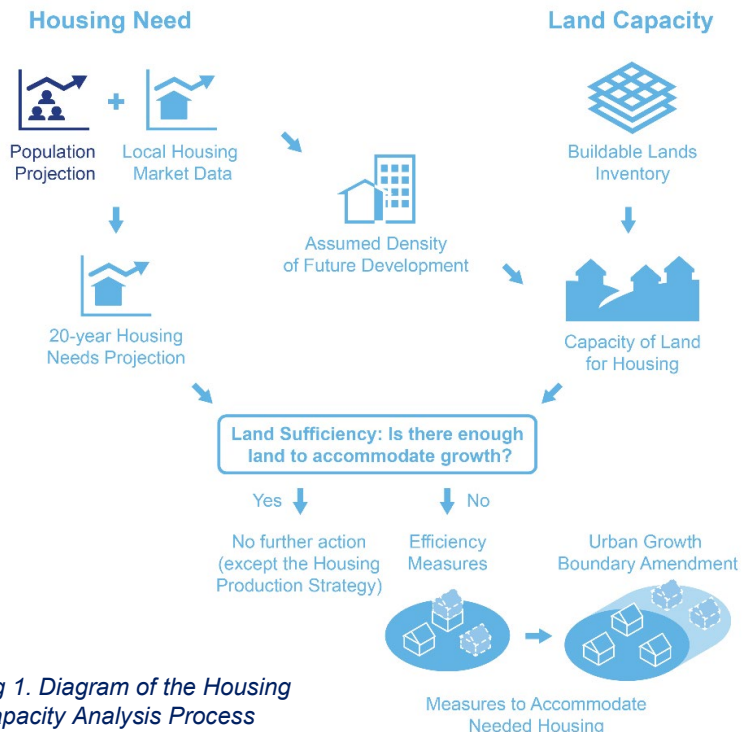 Housing Need
Land Capacity
+
Population
Projection
Local Housing
Market Data
Buildable Lands
Inventory
Assumed Density
of Future Development
20-year Housing
Needs Projection
Capacity of Land
for Housing
Land Sufficiency: Is there enough
land to accommodate growth?
Yes
No
No further action
(except the Housing
Production Strategy)
Efficiency
Measures
Urban Growth
Boundary Amendment
g 1. Diagram of the Housing
apacity Analysis Process
Measures to Accommodate
Needed Housing